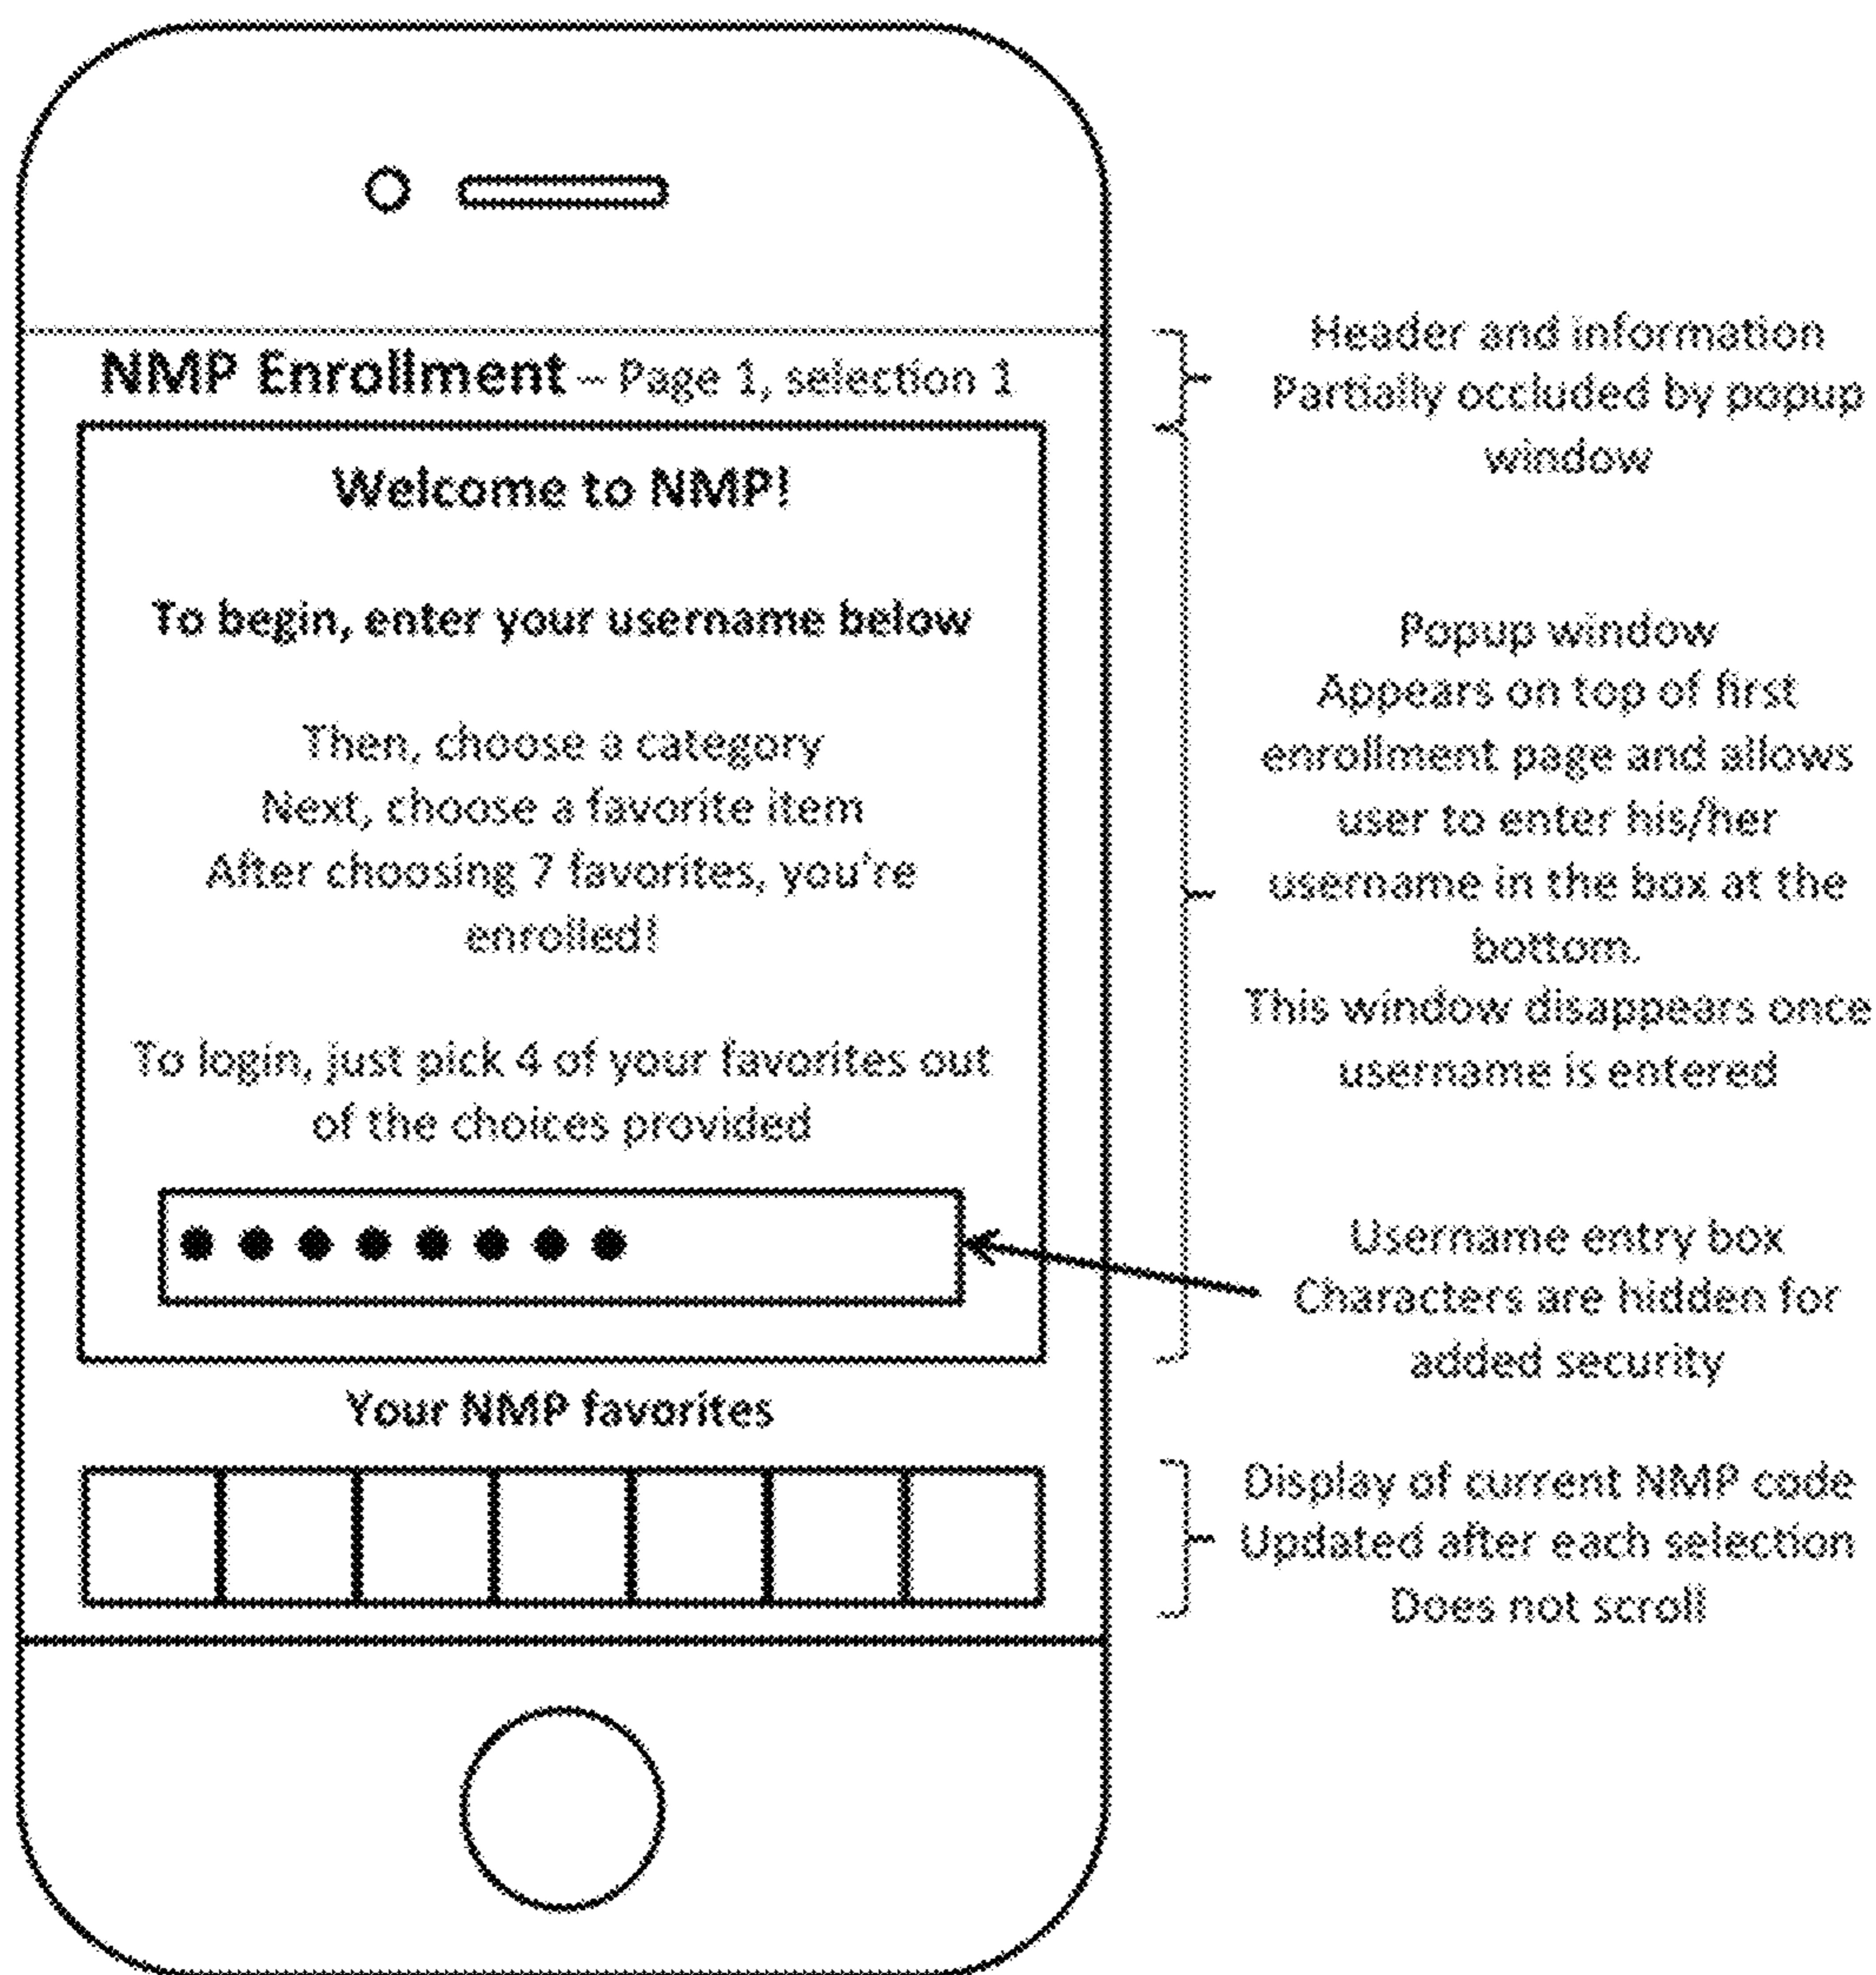 NMP Enrollment – Page 1, selection 1
Welcome to NMP!
To begin, enter your username below
Then, choose a category
Next, choose a favorite item
After choosing 7 favorites, you're
enrolled!
To login, just pick 4 of your favorites out
of the choices provided
Your NMP favorites
Header and information
Partially occluded by popup
window
Popup window
Appears on top of first
enrollment page and allows
user to enter his/her
username in the box at the
bottom.
This window disappears once
username is entered
Username entry box
Characters are hidden for
added security
Display of current NMP code
Updated after each selection
Does not scroll